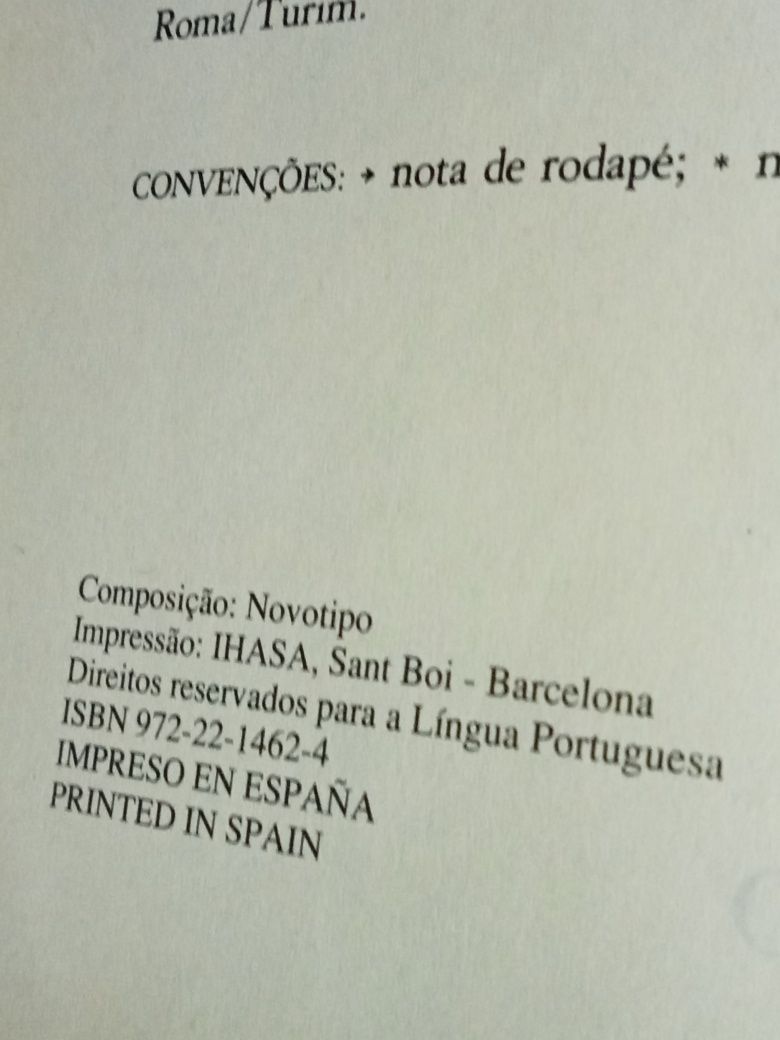 Roma/Turim.
CONVENÇÕES: → nota de rodapé; *
Composição: Novotipo
Impressão: IHASA, Sant Boi - Barcelona
Direitos reservados para a Língua Portuguesa
ISBN 972-22-1462-4
IMPRESO EN ESPAÑA
PRINTED IN SPAIN